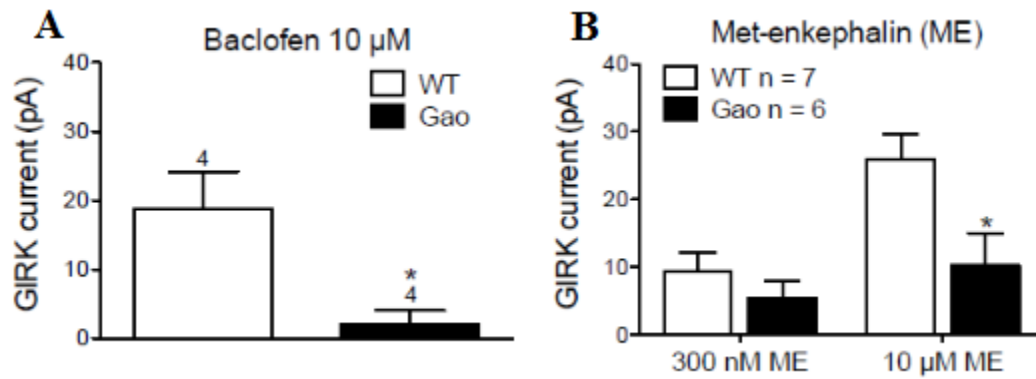 A
Baclofen 10 µM
GIRK current (pA)
40
30
20
10
0
WT
Gao
4
*
4
B
Met-enkephalin (ME)
GIRK current (pA)
40
30
20
10
0
WT n = 7
Gao n = 6
*
300 nM ME
10 µM ME